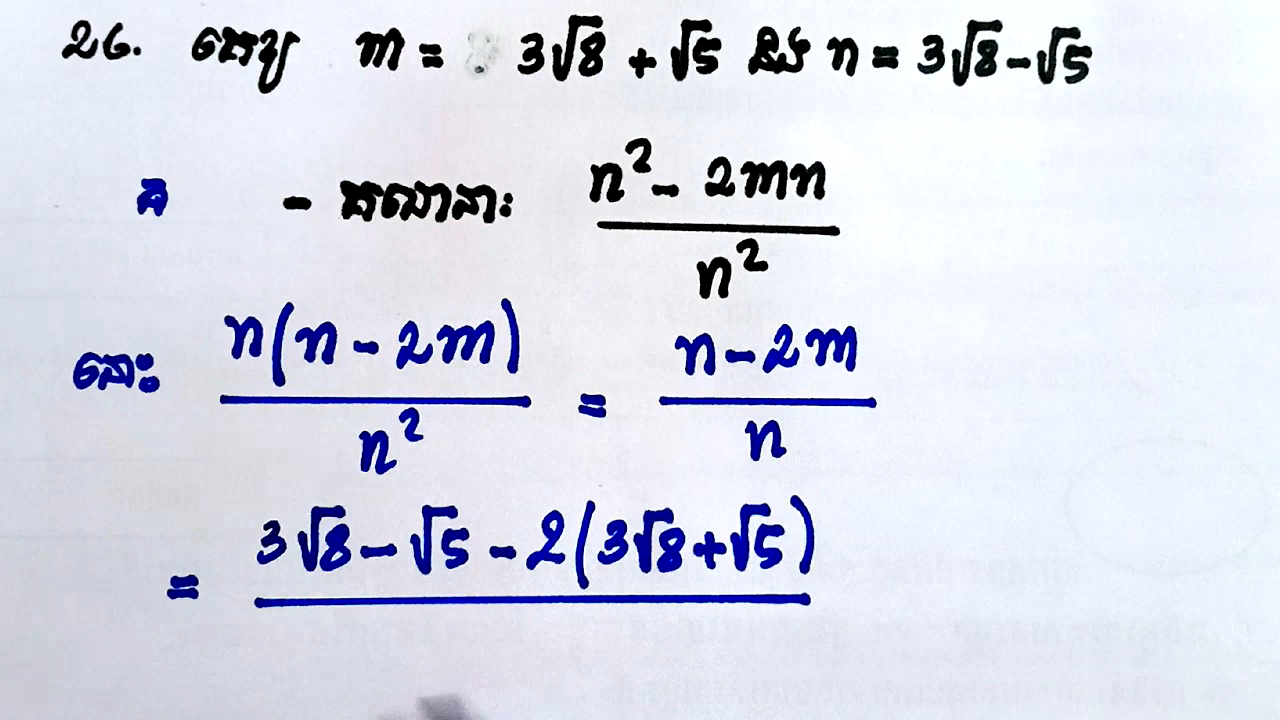 26. គេឲ្យ m = 3√8 + √5 និង n = 3√8 - √5
គ - គណនា: (n² - 2mn)/n²
នោះ n(n - 2m)/n² = (n - 2m)/n
= 3√8 - √5 - 2(3√8 + √5)